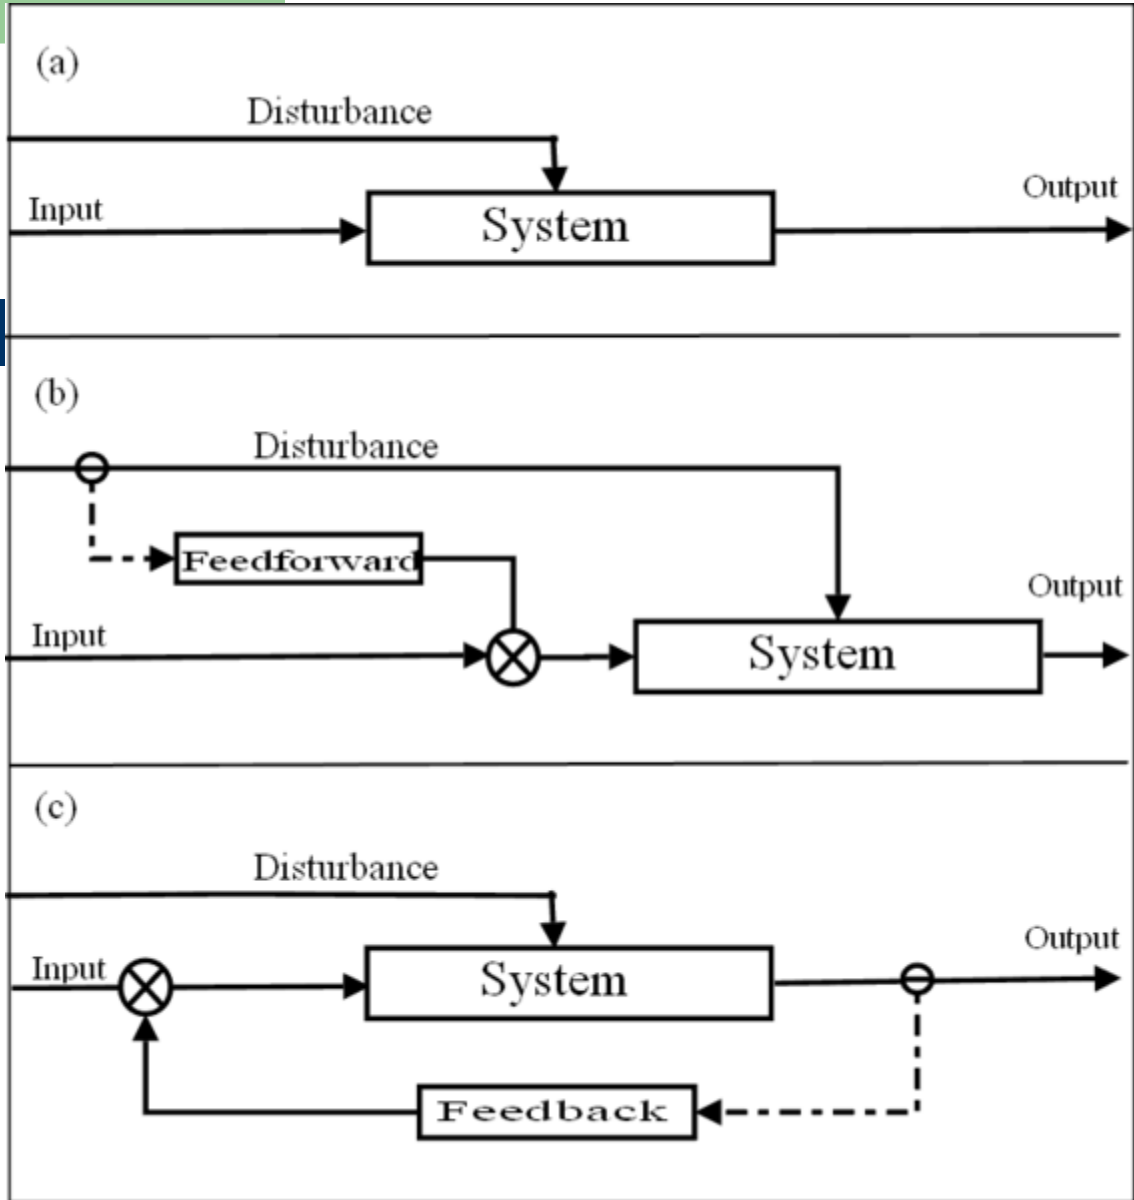 (a)
Disturbance
Input
System
Output
(b)
Disturbance
Feedforward
Output
Input
System
(c)
Disturbance
Output
Input
System
Feedback